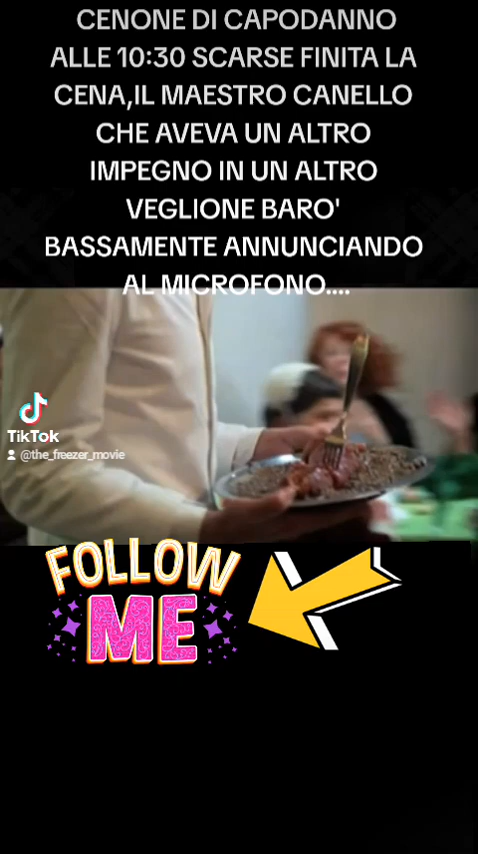 CENONE DI CAPODANNO
ALLE 10:30 SCARSE FINITA LA
CENA,IL MAESTRO CANELLO
CHE AVEVA UN ALTRO
IMPEGNO IN UN ALTRO
VEGLIONE BARO'
BASSAMENTE ANNUNCIANDO
AL MICROFONO....
TikTok
@the_freezer_movie
FOLLOW
ME